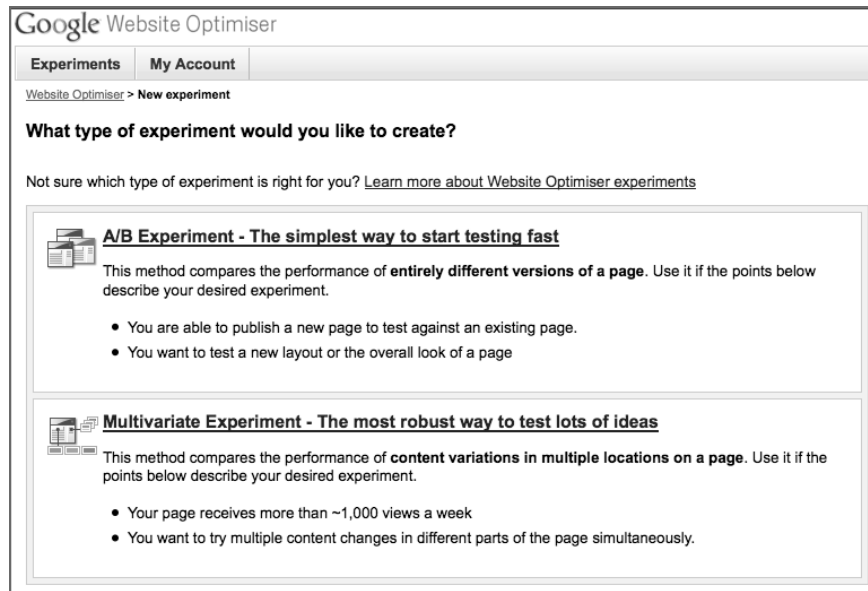 Google Website Optimiser
Experiments My Account
Website Optimiser > New experiment
What type of experiment would you like to create?
Not sure which type of experiment is right for you? Learn more about Website Optimiser experiments
A/B Experiment - The simplest way to start testing fast
This method compares the performance of entirely different versions of a page. Use it if the points below
describe your desired experiment.
● You are able to publish a new page to test against an existing page.
● You want to test a new layout or the overall look of a page
Multivariate Experiment - The most robust way to test lots of ideas
This method compares the performance of content variations in multiple locations on a page. Use it if the
points below describe your desired experiment.
● Your page receives more than ~1,000 views a week
● You want to try multiple content changes in different parts of the page simultaneously.